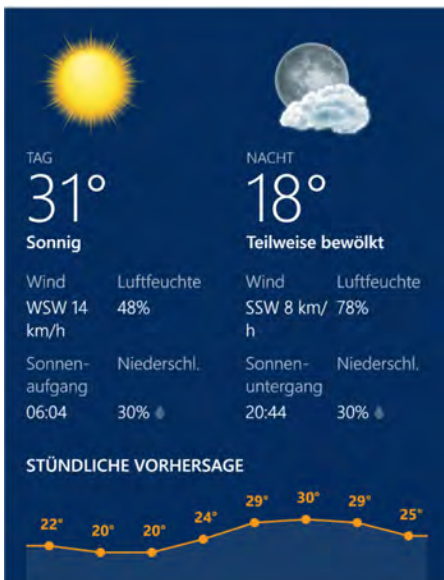 TAG
NACHT
31°
18°
Sonnig
Teilweise bewölkt
Wind
Luftfeuchte
Wind
Luftfeuchte
WSW 14
48%
SSW 8 km/
78%
km/h
h
Sonnen-
Niederschl.
Sonnen-
Niederschl.
aufgang
untergang
06:04
30%
20:44
30%
STÜNDLICHE VORHERSAGE
22°
20°
20°
24°
29°
30°
29°
25°